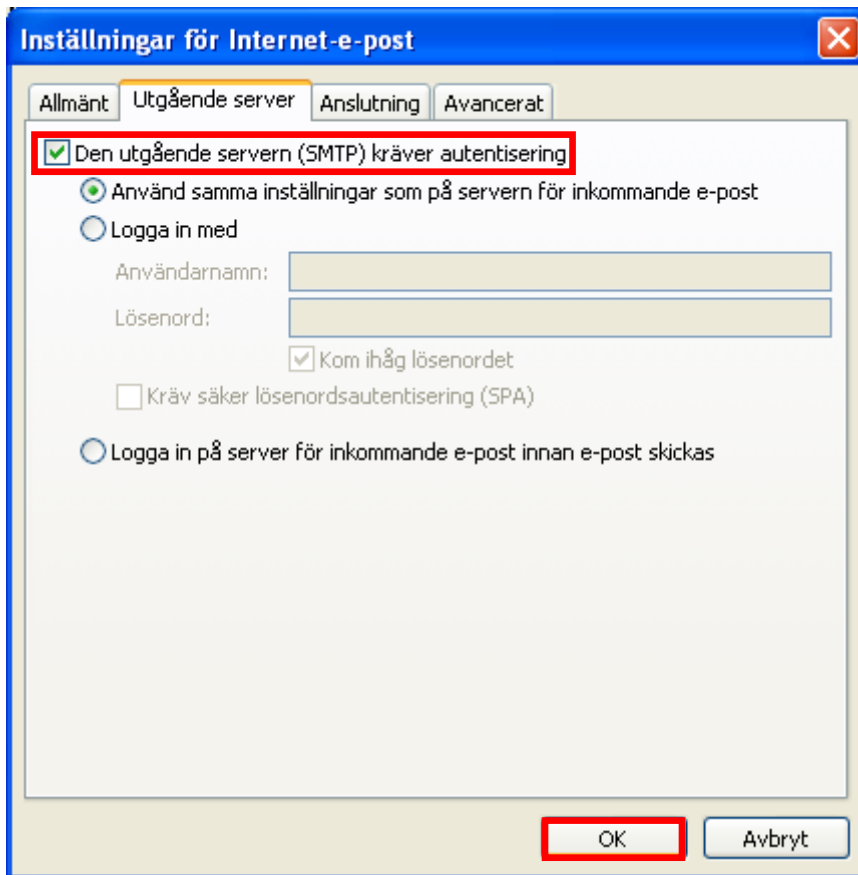 Inställningar för Internet-e-post
Allmänt Utgående server Anslutning Avancerat
Den utgående servern (SMTP) kräver autentisering
Använd samma inställningar som på servern för inkommande e-post
Logga in med
Användarnamn:
Lösenord:
Kom ihåg lösenordet
Kräv säker lösenordsautentisering (SPA)
Logga in på server för inkommande e-post innan e-post skickas
OK Avbryt